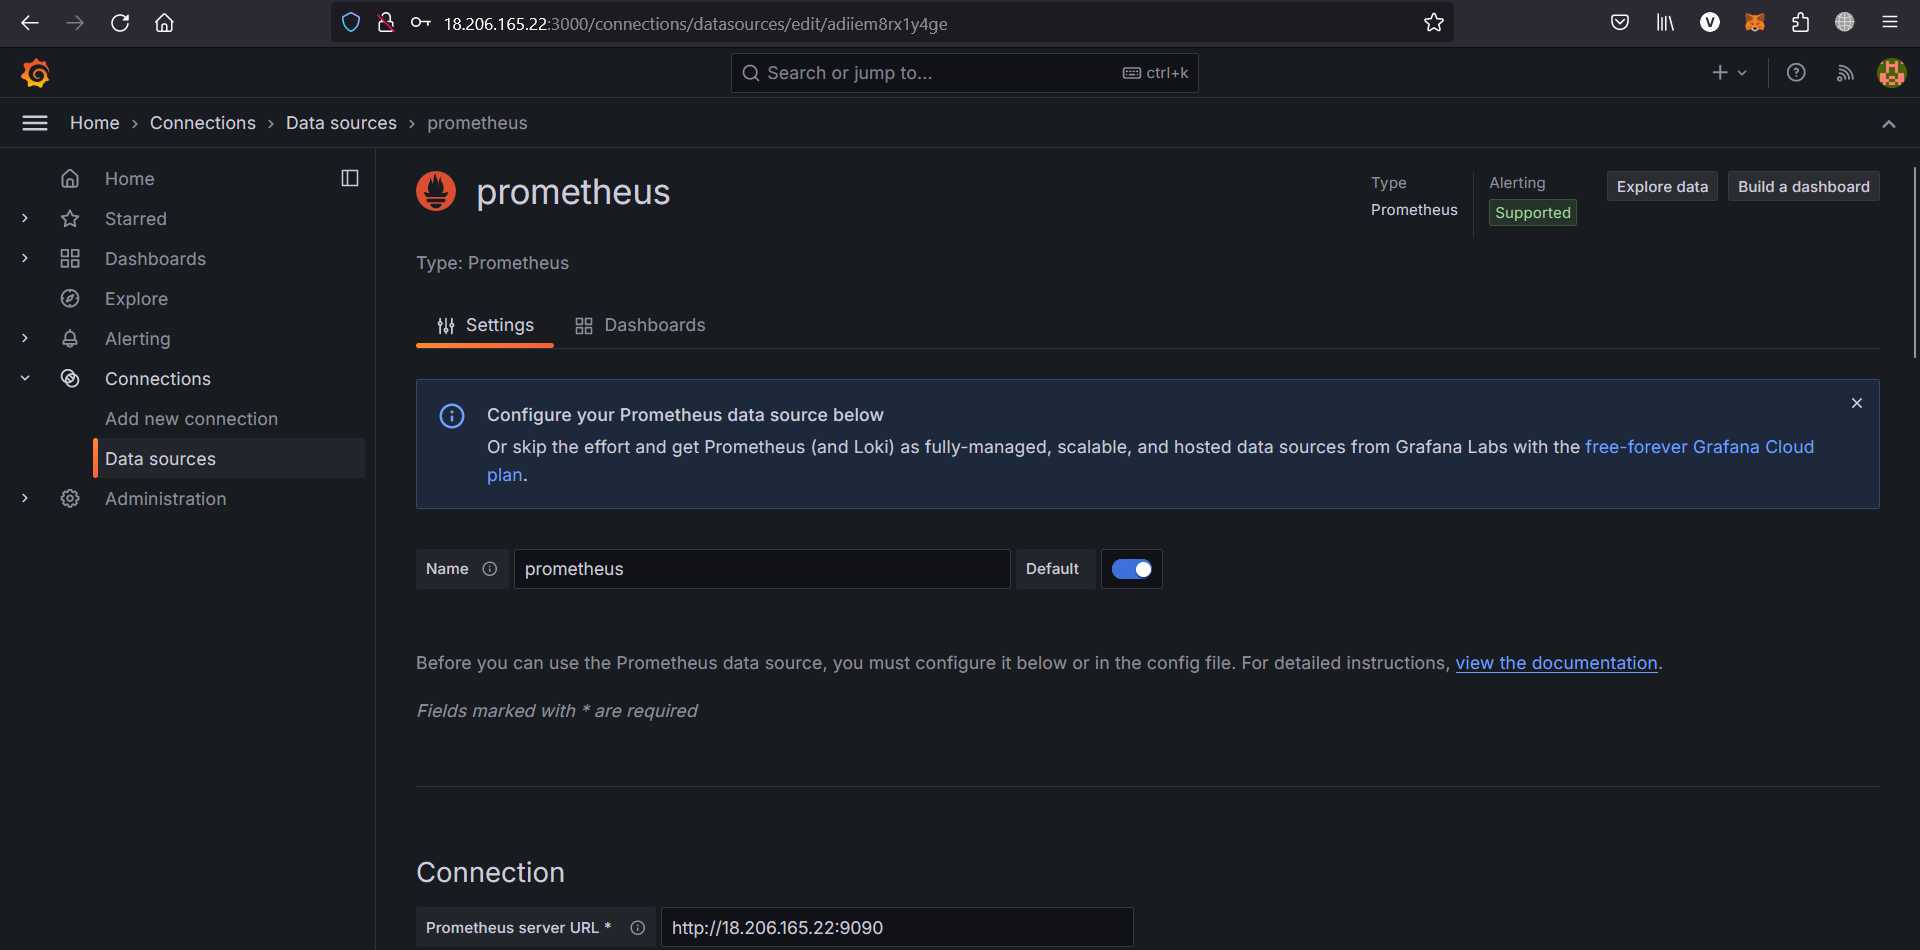 18.206.165.22:3000/connections/datasources/edit/adiiem8rx1y4ge
V
Search or jump to...
ctrl+k
Home › Connections › Data sources › prometheus
Home
Starred
Dashboards
Explore
Alerting
Connections
Add new connection
Data sources
Administration
prometheus
Type
Prometheus
Alerting
Supported
Explore data
Build a dashboard
Type: Prometheus
Settings
Dashboards
Configure your Prometheus data source below
Or skip the effort and get Prometheus (and Loki) as fully-managed, scalable, and hosted data sources from Grafana Labs with the free-forever Grafana Cloud
plan.
Name
prometheus
Default
Before you can use the Prometheus data source, you must configure it below or in the config file. For detailed instructions, view the documentation.
Fields marked with * are required
Connection
Prometheus server URL *
http://18.206.165.22:9090